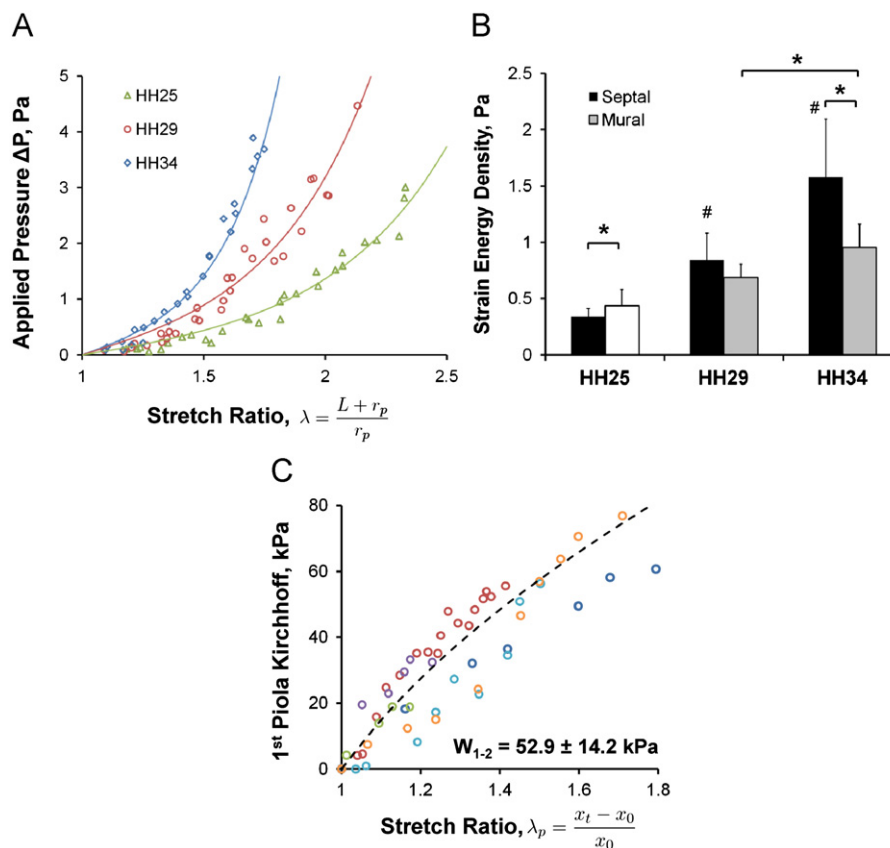 A
Applied Pressure ΔP, Pa
5
4
3
2
1
0
HH25
HH29
HH34
1
1.5
2
2.5
Stretch Ratio, λ = \frac{L + r_p}{r_p}
B
Strain Energy Density, Pa
2.5
2
1.5
1
0.5
0
Septal
Mural
*
#
*
#
*
HH25
HH29
HH34
C
1st Piola Kirchhoff, kPa
80
60
40
20
0
W1-2 = 52.9 ± 14.2 kPa
1
1.2
1.4
1.6
1.8
Stretch Ratio, λ_p = \frac{x_t - x_0}{x_0}